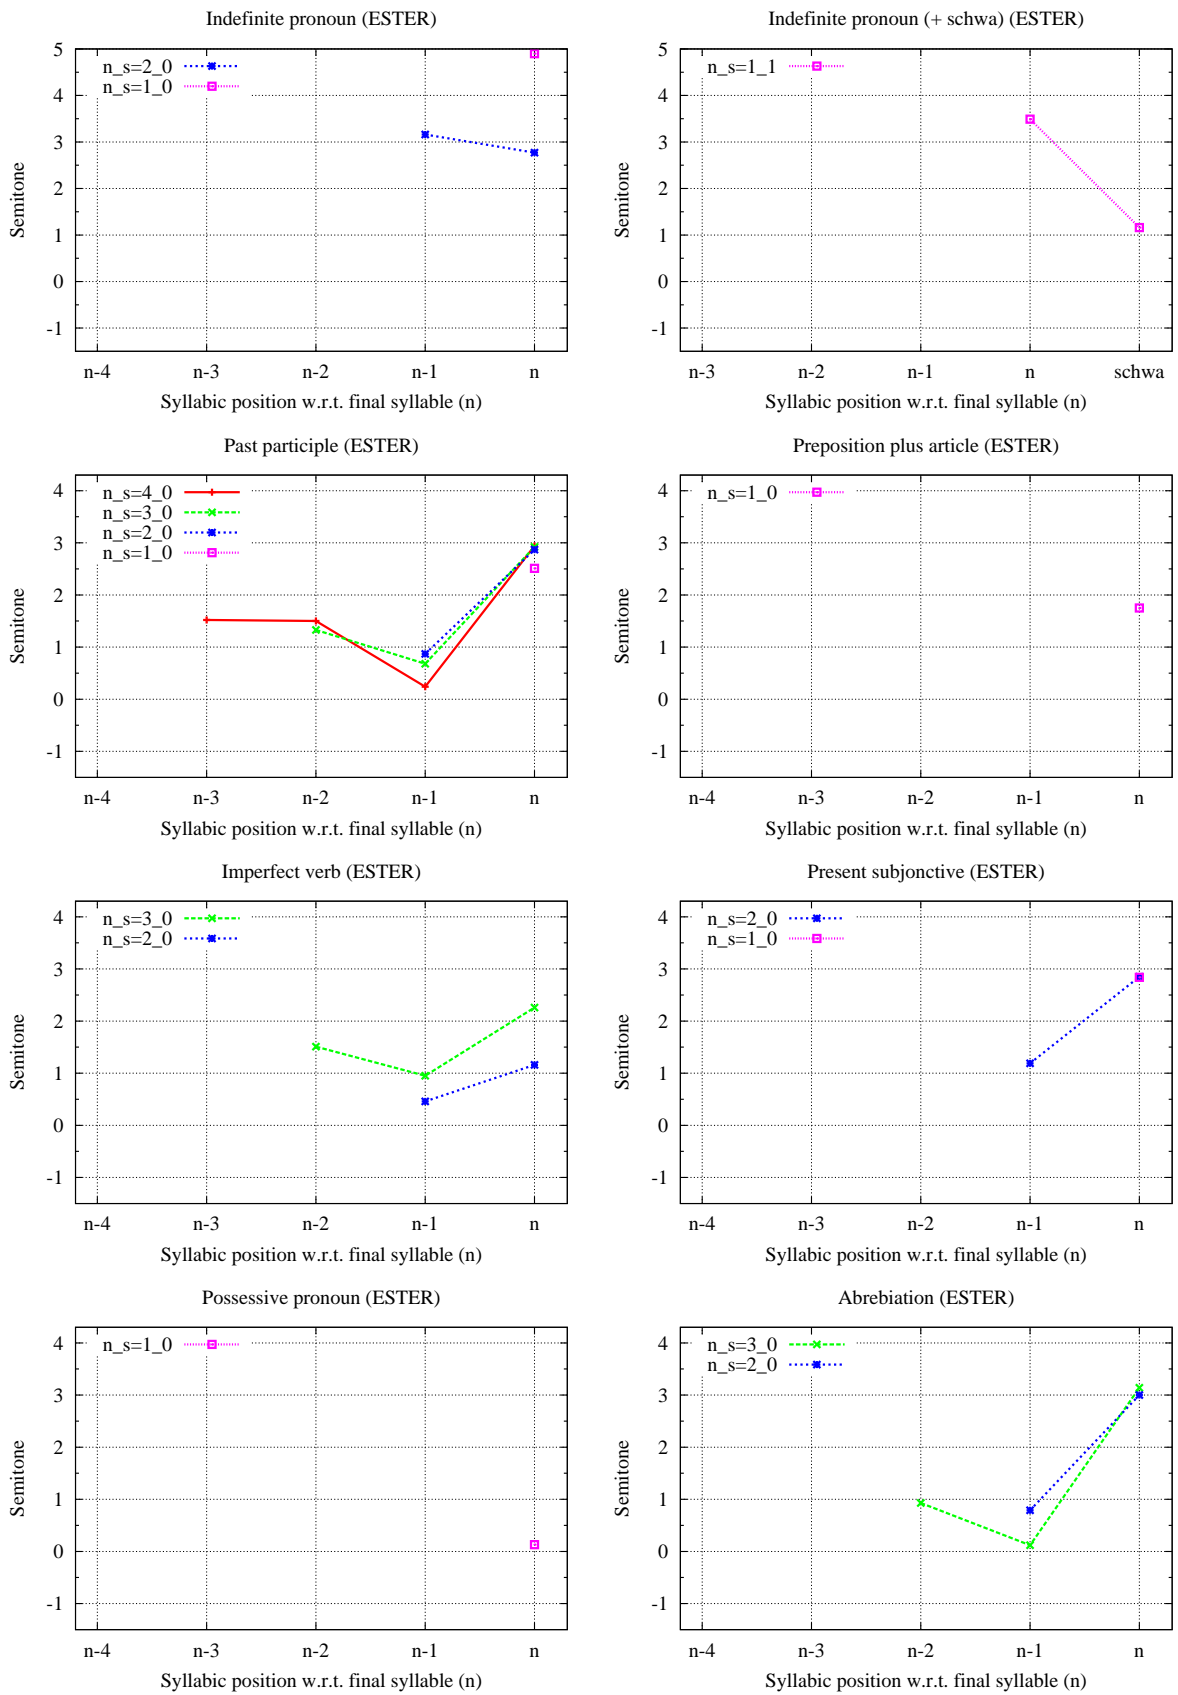 Indefinite pronoun (ESTER)
n_s=2_0
n_s=1_0
5
4
3
2
1
0
-1
Semitone
n-4 n-3 n-2 n-1 n
Syllabic position w.r.t. final syllable (n)
Indefinite pronoun (+ schwa) (ESTER)
n_s=1_1
5
4
3
2
1
0
-1
Semitone
n-3 n-2 n-1 n schwa
Syllabic position w.r.t. final syllable (n)
Past participle (ESTER)
n_s=4_0
n_s=3_0
n_s=2_0
n_s=1_0
4
3
2
1
0
-1
Semitone
n-4 n-3 n-2 n-1 n
Syllabic position w.r.t. final syllable (n)
Preposition plus article (ESTER)
n_s=1_0
4
3
2
1
0
-1
Semitone
n-4 n-3 n-2 n-1 n
Syllabic position w.r.t. final syllable (n)
Imperfect verb (ESTER)
n_s=3_0
n_s=2_0
4
3
2
1
0
-1
Semitone
n-4 n-3 n-2 n-1 n
Syllabic position w.r.t. final syllable (n)
Present subjonctive (ESTER)
n_s=2_0
n_s=1_0
4
3
2
1
0
-1
Semitone
n-4 n-3 n-2 n-1 n
Syllabic position w.r.t. final syllable (n)
Possessive pronoun (ESTER)
n_s=1_0
4
3
2
1
0
-1
Semitone
n-4 n-3 n-2 n-1 n
Syllabic position w.r.t. final syllable (n)
Abrebiation (ESTER)
n_s=3_0
n_s=2_0
4
3
2
1
0
-1
Semitone
n-4 n-3 n-2 n-1 n
Syllabic position w.r.t. final syllable (n)